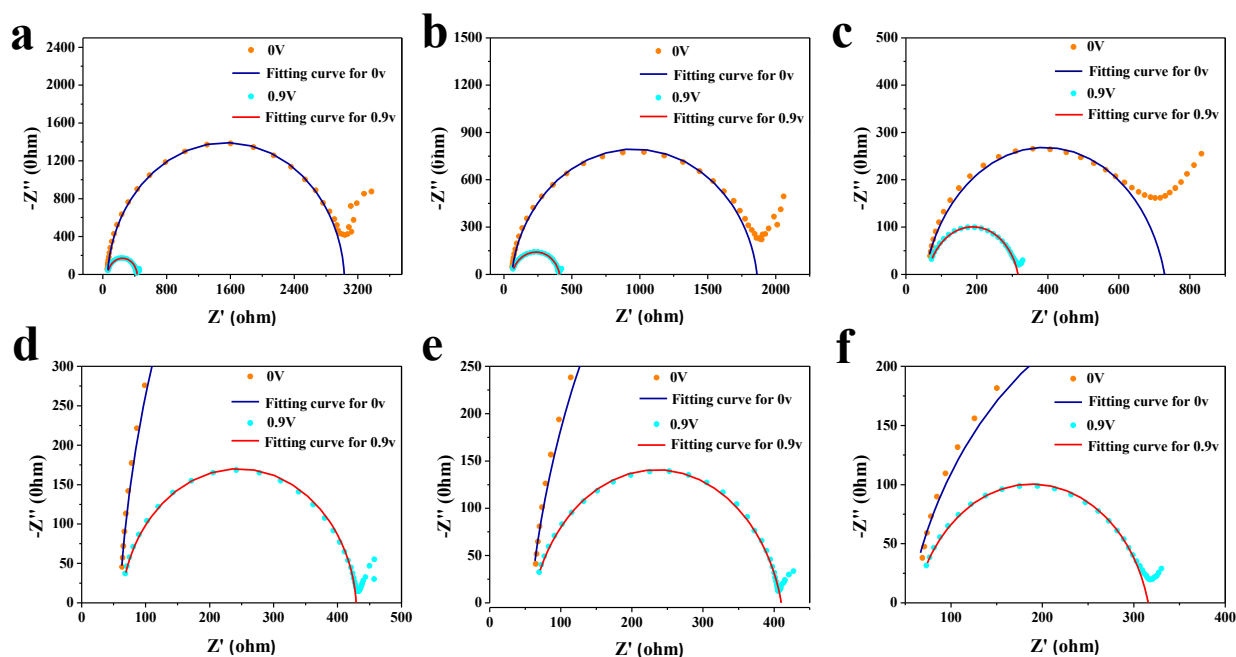 a
2400
2000
1600
1200
800
400
0
-Z'' (0hm)
0V
Fitting curve for 0v
0.9V
Fitting curve for 0.9v
0 800 1600 2400 3200
Z' (ohm)
b
1500
1200
900
600
300
0
-Z'' (0hm)
0V
Fitting curve for 0v
0.9V
Fitting curve for 0.9v
0 500 1000 1500 2000
Z' (ohm)
c
500
400
300
200
100
0
-Z'' (0hm)
0V
Fitting curve for 0v
0.9V
Fitting curve for 0.9v
0 200 400 600 800
Z' (ohm)
d
300
250
200
150
100
50
0
-Z'' (0hm)
0V
Fitting curve for 0v
0.9V
Fitting curve for 0.9v
0 100 200 300 400 500
Z' (ohm)
e
250
200
150
100
50
0
-Z'' (0hm)
0V
Fitting curve for 0v
0.9V
Fitting curve for 0.9v
0 100 200 300 400
Z' (ohm)
f
200
150
100
50
0
-Z'' (0hm)
0V
Fitting curve for 0v
0.9V
Fitting curve for 0.9v
100 200 300 400
Z' (ohm)